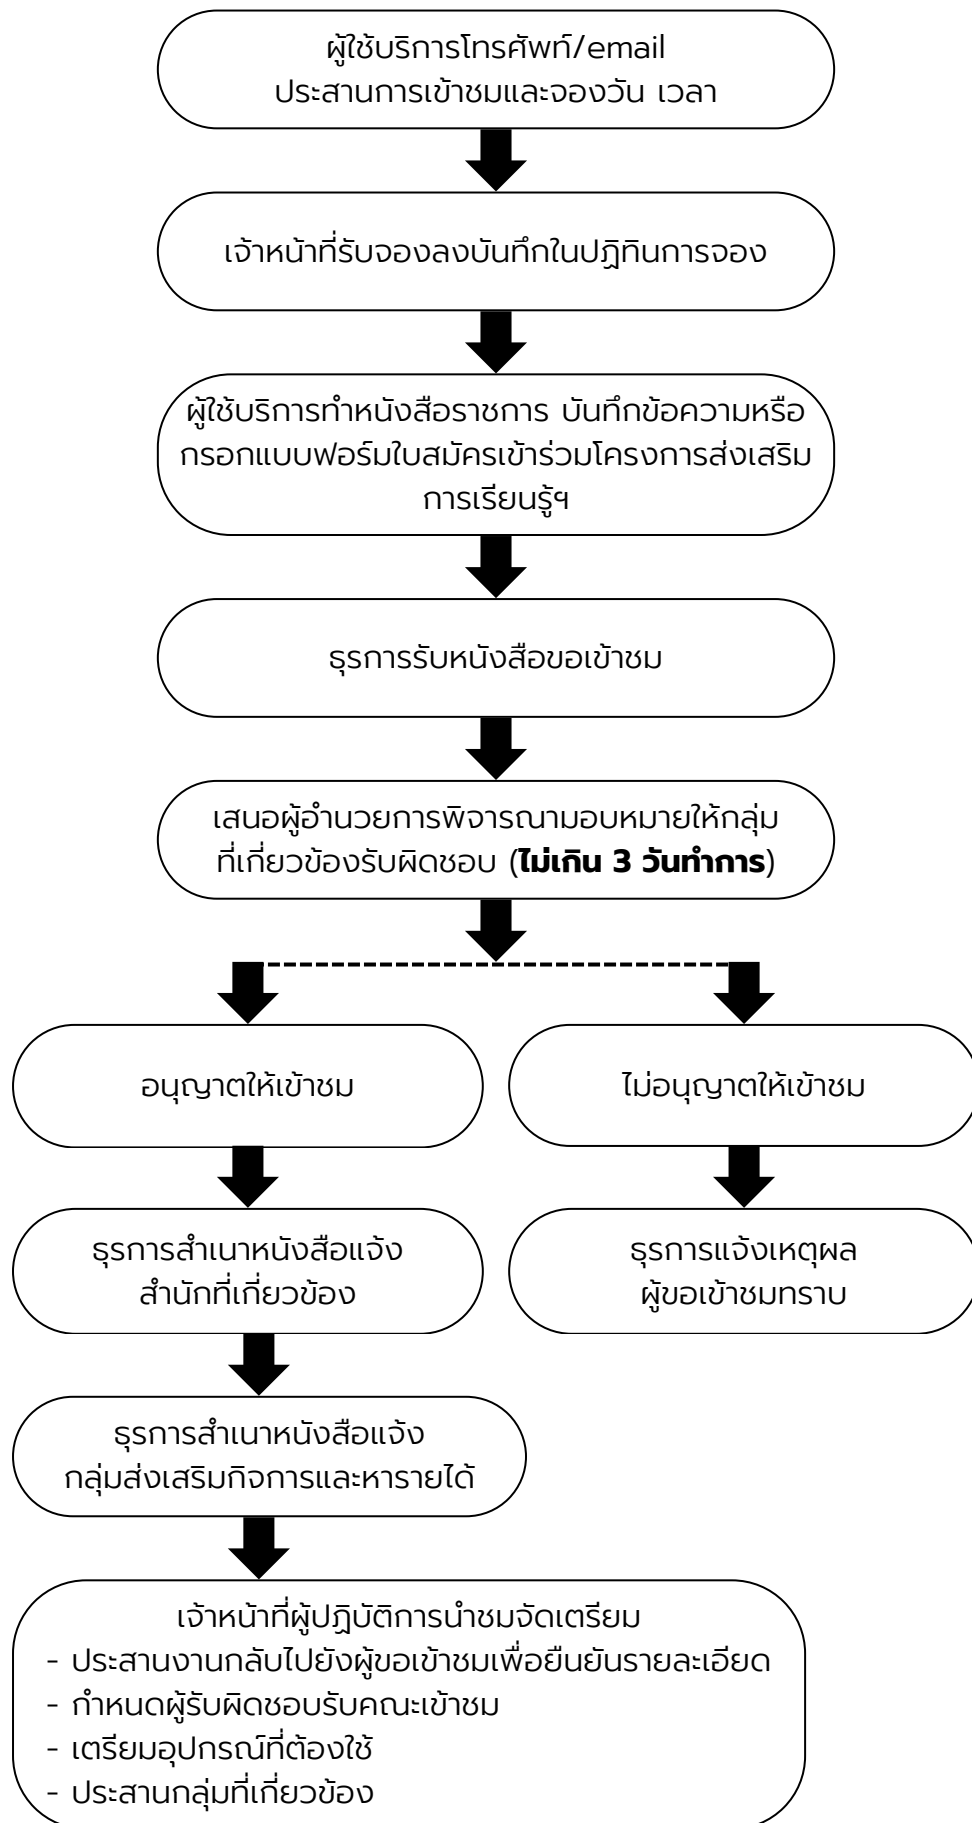 ผู้ใช้บริการโทรศัพท์/email
ประสานการเข้าชมและจองวัน เวลา
เจ้าหน้าที่รับจองลงบันทึกในปฏิทินการจอง
ผู้ใช้บริการทำหนังสือราชการ บันทึกข้อความหรือ
กรอกแบบฟอร์มใบสมัครเข้าร่วมโครงการส่งเสริม
การเรียนรู้ฯ
ธุรการรับหนังสือขอเข้าชม
เสนอผู้อำนวยการพิจารณามอบหมายให้กลุ่ม
ที่เกี่ยวข้องรับผิดชอบ (ไม่เกิน 3 วันทำการ)
อนุญาตให้เข้าชม
ไม่อนุญาตให้เข้าชม
ธุรการสำเนาหนังสือแจ้ง
สำนักที่เกี่ยวข้อง
ธุรการแจ้งเหตุผล
ผู้ขอเข้าชมทราบ
ธุรการสำเนาหนังสือแจ้ง
กลุ่มส่งเสริมกิจการและหารายได้
เจ้าหน้าที่ผู้ปฏิบัติการนำชมจัดเตรียม
- ประสานงานกลับไปยังผู้ขอเข้าชมเพื่อยืนยันรายละเอียด
- กำหนดผู้รับผิดชอบรับคณะเข้าชม
- เตรียมอุปกรณ์ที่ต้องใช้
- ประสานกลุ่มที่เกี่ยวข้อง